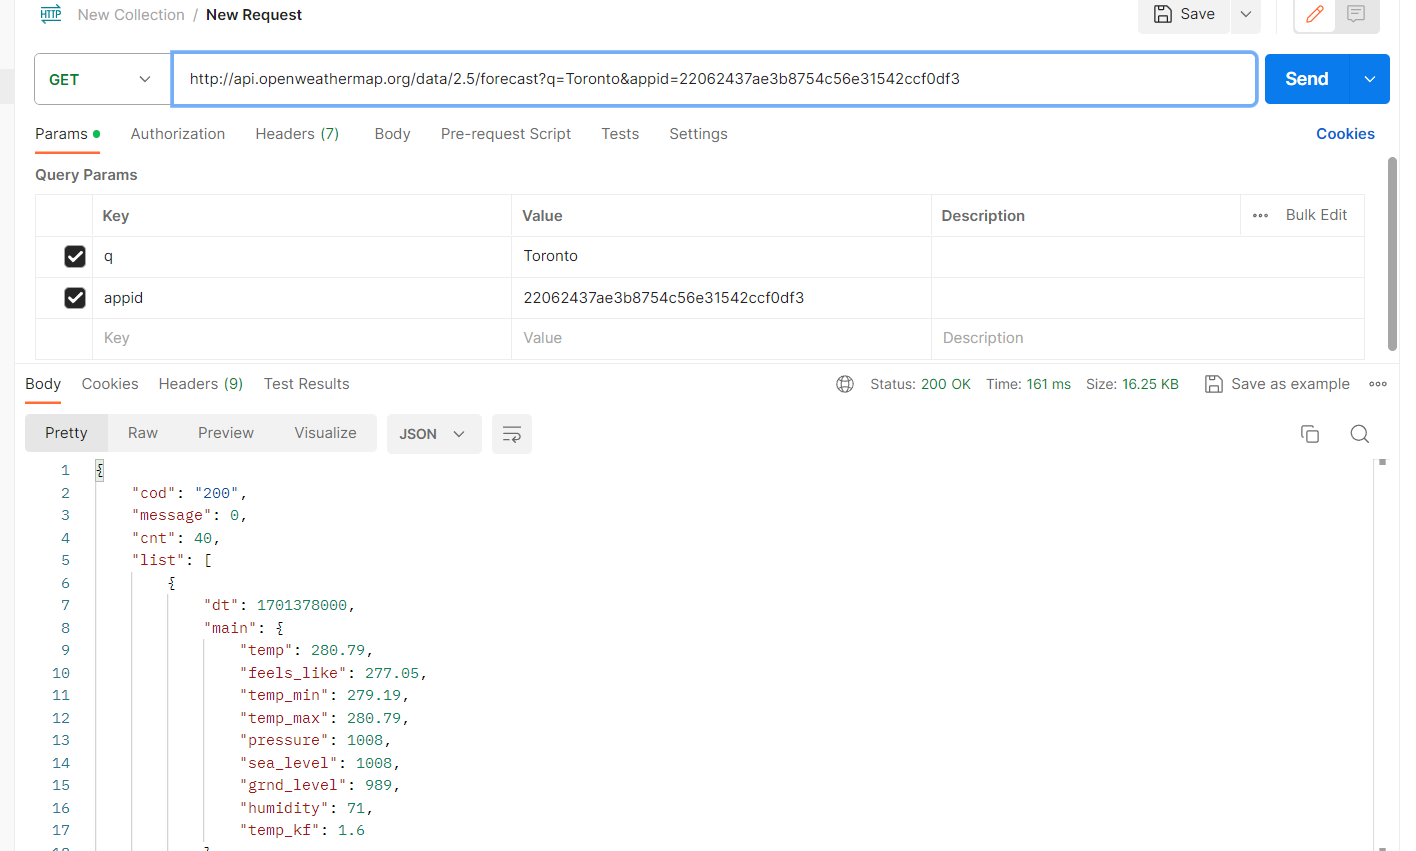 HTTP New Collection / New Request Save
GET http://api.openweathermap.org/data/2.5/forecast?q=Toronto&appid=22062437ae3b8754c56e31542ccf0df3 Send
Params Authorization Headers (7) Body Pre-request Script Tests Settings Cookies
Query Params
Key Value Description Bulk Edit
q Toronto
appid 22062437ae3b8754c56e31542ccf0df3
Key Value Description
Body Cookies Headers (9) Test Results Status: 200 OK Time: 161 ms Size: 16.25 KB Save as example
Pretty Raw Preview Visualize JSON
1 {
2 "cod": "200",
3 "message": 0,
4 "cnt": 40,
5 "list": [
6 {
7 "dt": 1701378000,
8 "main": {
9 "temp": 280.79,
10 "feels_like": 277.05,
11 "temp_min": 279.19,
12 "temp_max": 280.79,
13 "pressure": 1008,
14 "sea_level": 1008,
15 "grnd_level": 989,
16 "humidity": 71,
17 "temp_kf": 1.6